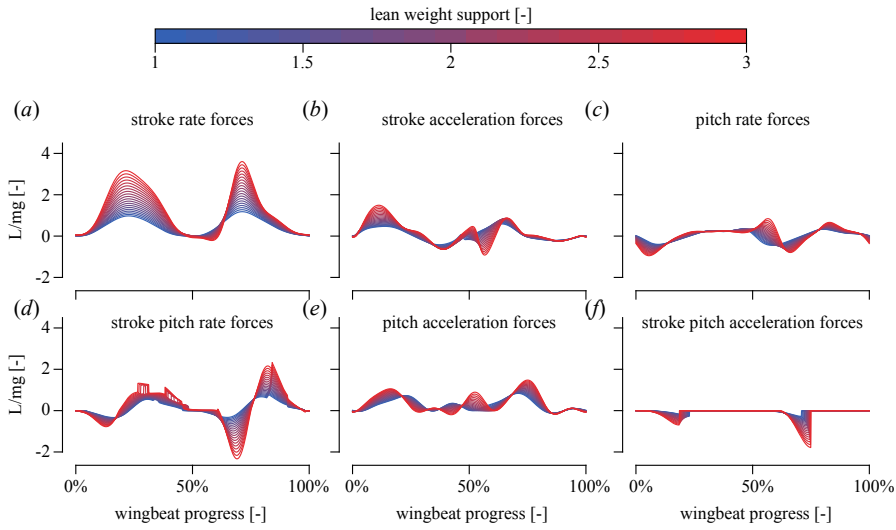 lean weight support [-]
1 1.5 2 2.5 3
(a) (b) (c)
stroke rate forces stroke acceleration forces pitch rate forces
L/mg [-]
4
2
0
-2
(d) (e) (f)
stroke pitch rate forces pitch acceleration forces stroke pitch acceleration forces
L/mg [-]
4
2
0
-2
0% 50% 100% 0% 50% 100% 0% 50% 100%
wingbeat progress [-] wingbeat progress [-] wingbeat progress [-]